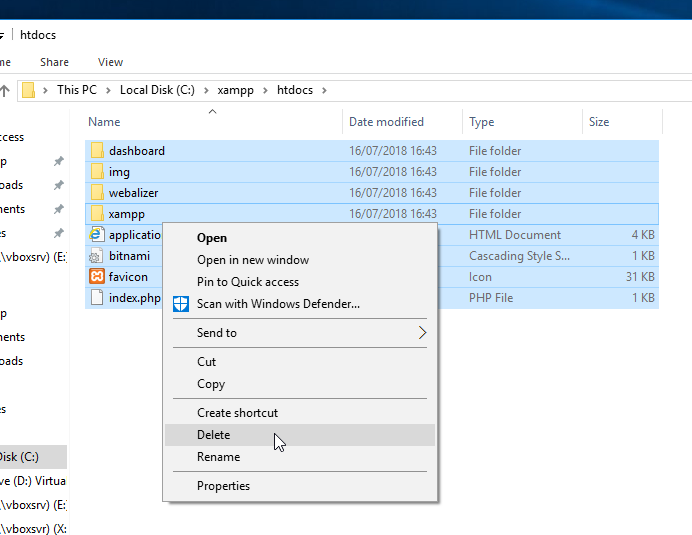 htdocs
me Share View
This PC Local Disk (C:) xampp htdocs
Name Date modified Type Size
ccess
p
oads
ments
es
\vboxsrv) (E:
p
ments
oads
es
Disk (C:)
ve (D:) Virtua
\vboxsrv) (E:
\vboxsvr) (X:
dashboard 16/07/2018 16:43 File folder
img 16/07/2018 16:43 File folder
webalizer 16/07/2018 16:43 File folder
xampp 16/07/2018 16:43 File folder
applicatio HTML Document 4 KB
bitnami Cascading Style S... 1 KB
favicon Icon 31 KB
index.php PHP File 1 KB
Open
Open in new window
Pin to Quick access
Scan with Windows Defender...
Send to
Cut
Copy
Create shortcut
Delete
Rename
Properties